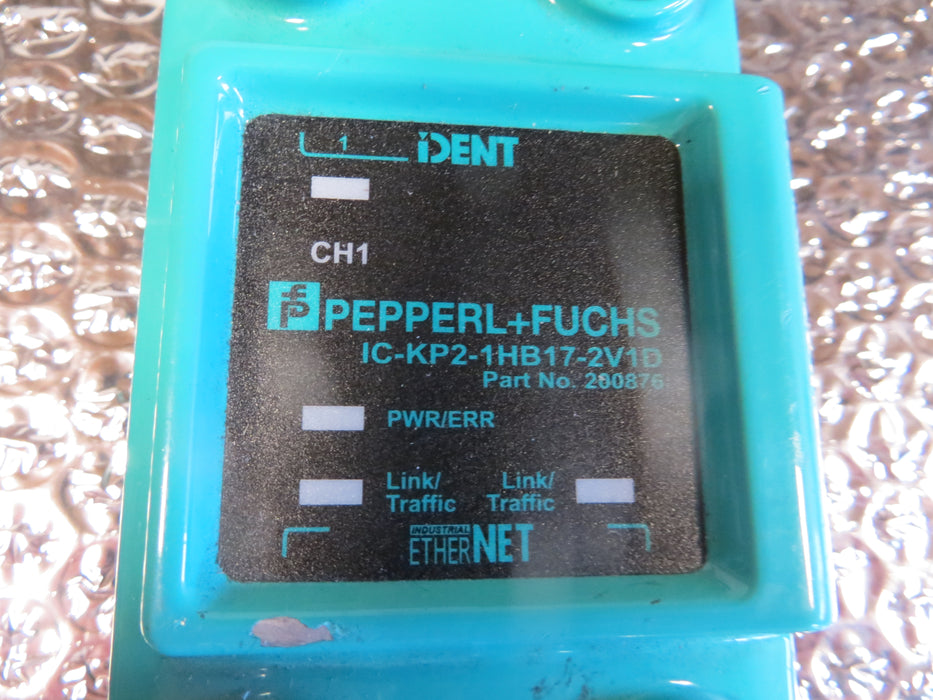 1 iDENT
CH1
PEPPERL+FUCHS
IC-KP2-1HB17-2V1D
Part No. 200876
PWR/ERR
Link/ Link/
Traffic Traffic
INDUSTRIAL
ETHERNET